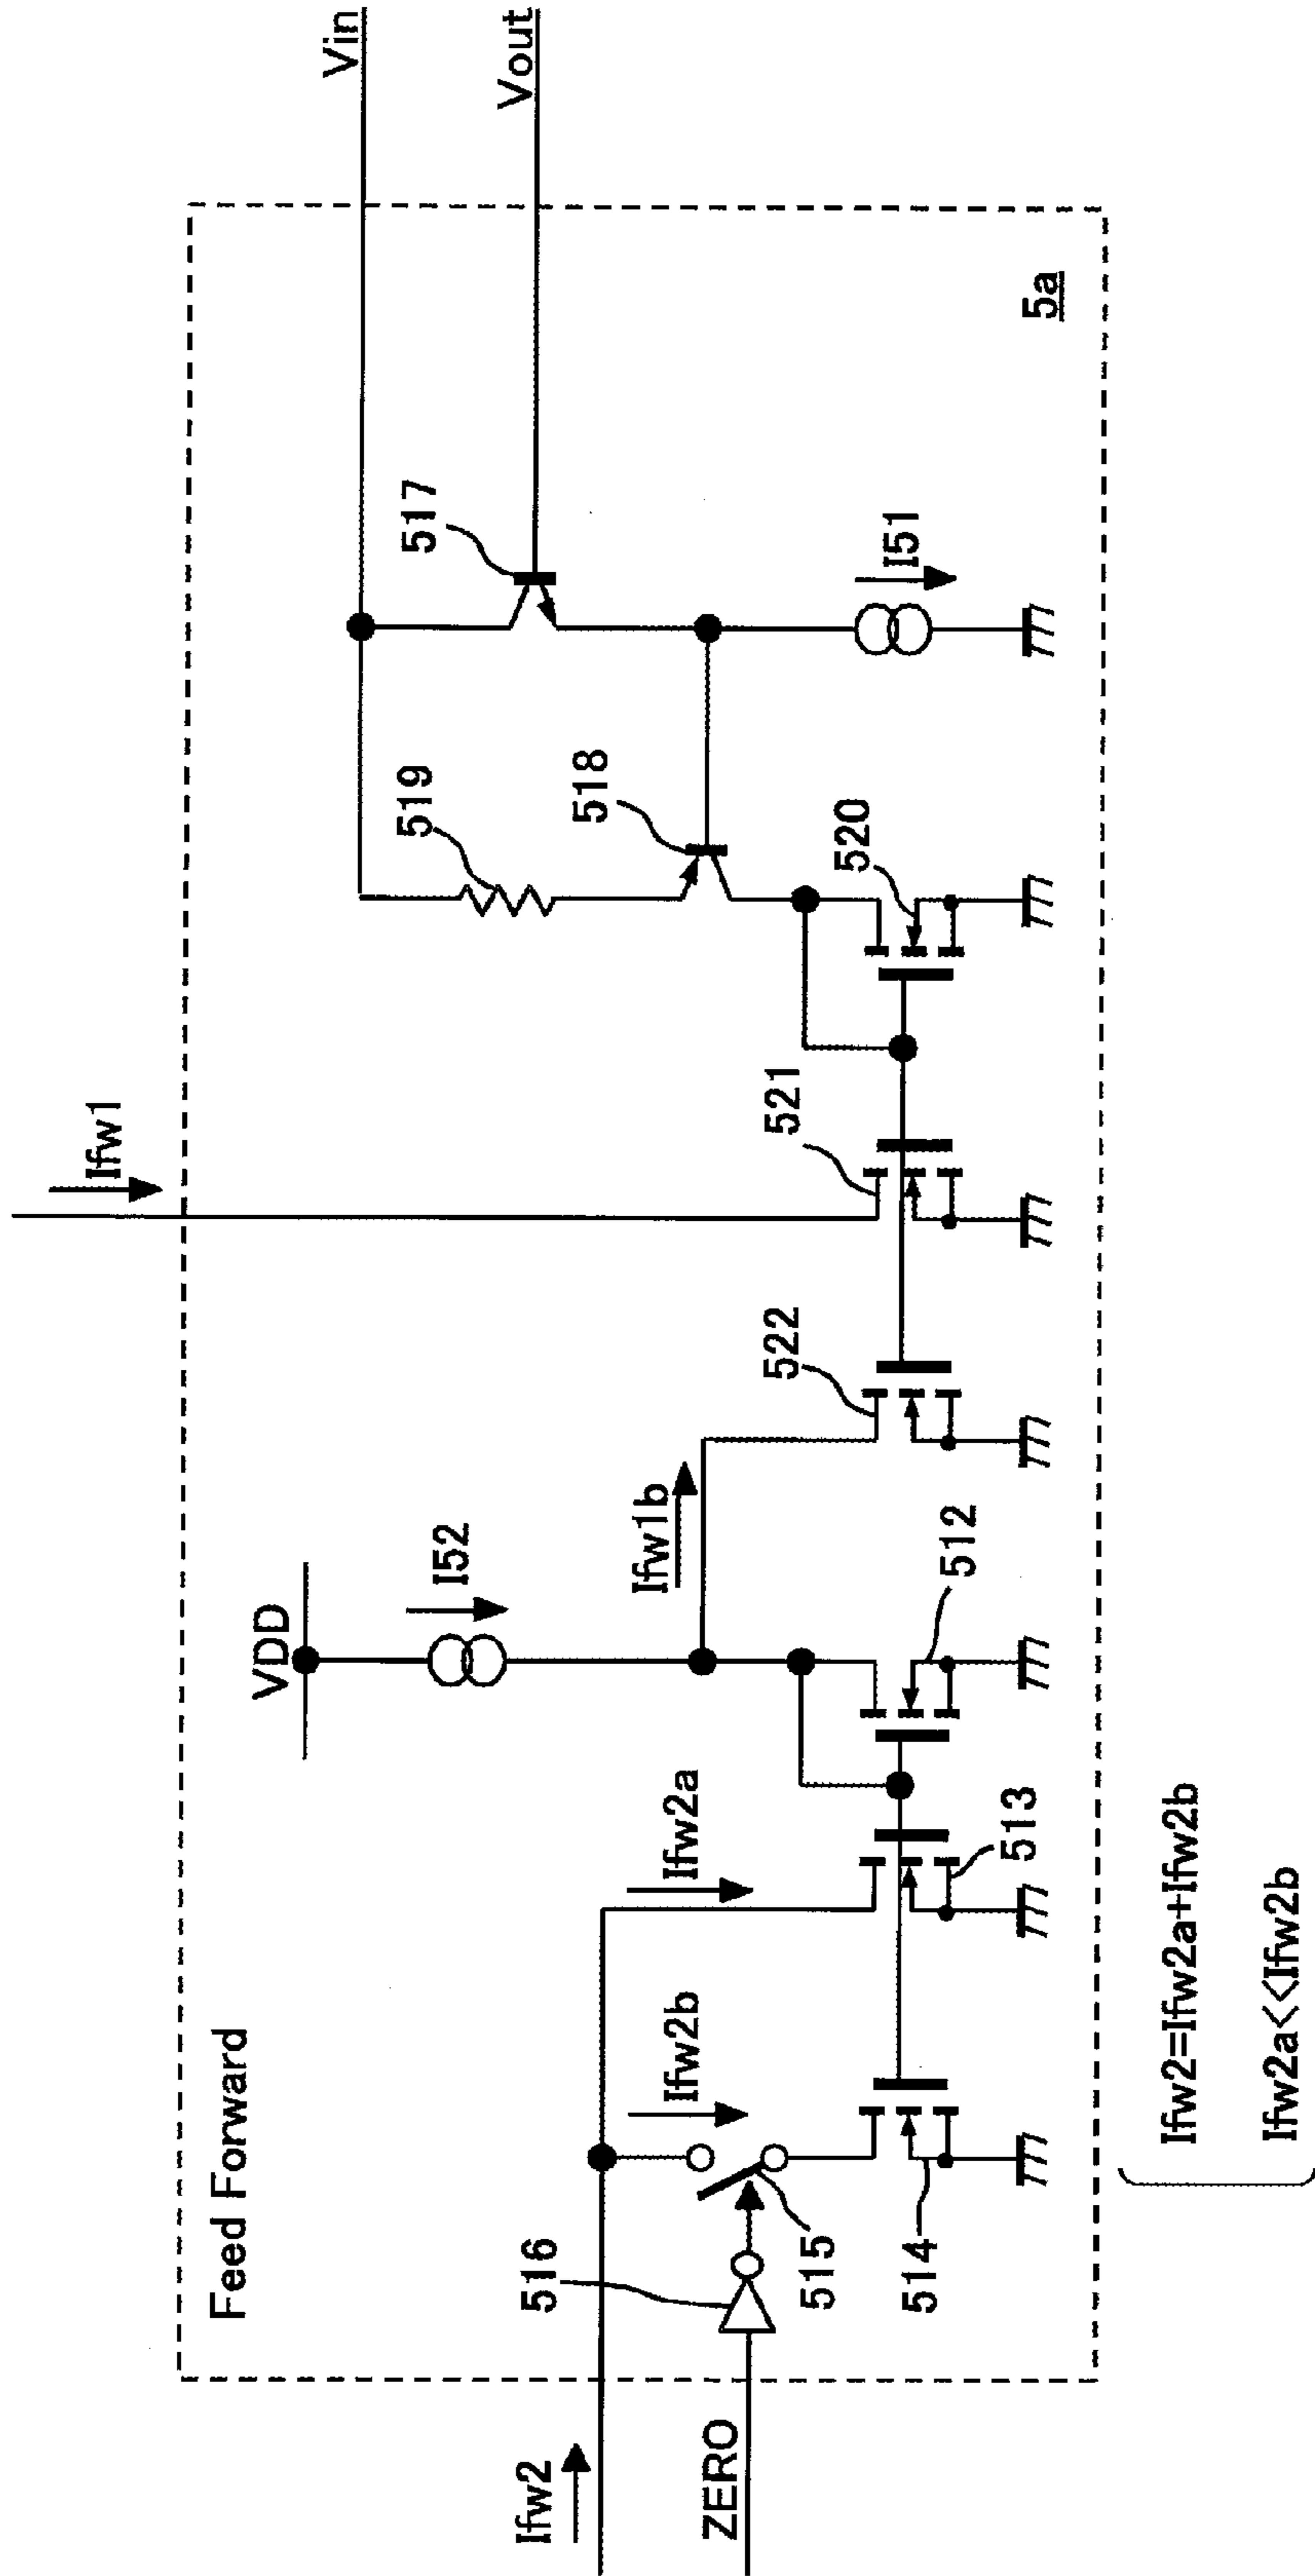 Feed Forward
VDD
I52
Ifw1
Vin
Vout
517
519
518
I51
520
521
522
Ifw1b
512
Ifw2a
513
Ifw2b
516
515
514
Ifw2
ZERO
5a
Ifw2=Ifw2a+Ifw2b
Ifw2a<<Ifw2b